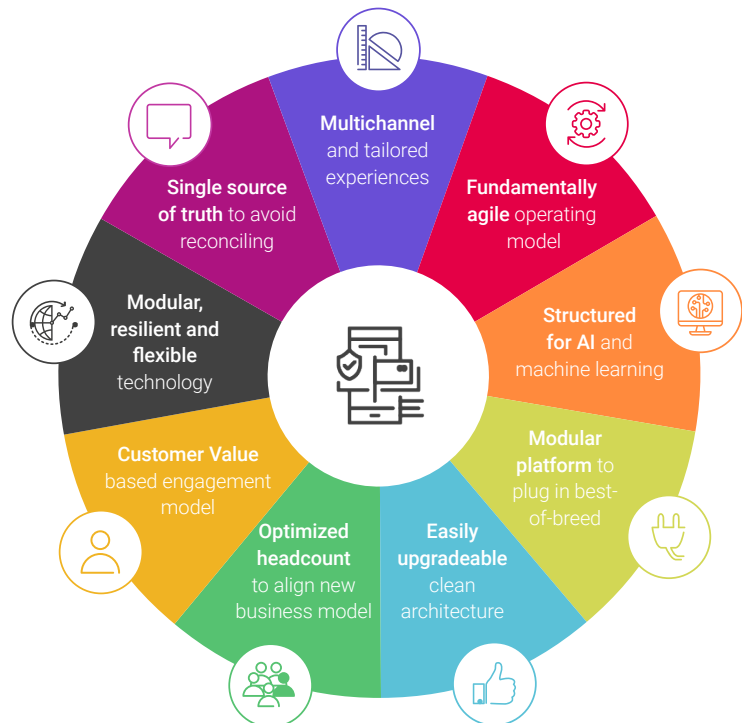 Multichannel
and tailored
experiences
Fundamentally
agile operating
model
Structured
for AI and
machine learning
Modular
platform to
plug in best-
of-breed
Easily
upgradeable
clean
architecture
Optimized
headcount
to align new
business model
Customer Value
based engagement
model
Modular,
resilient and
flexible
technology
Single source
of truth to avoid
reconciling